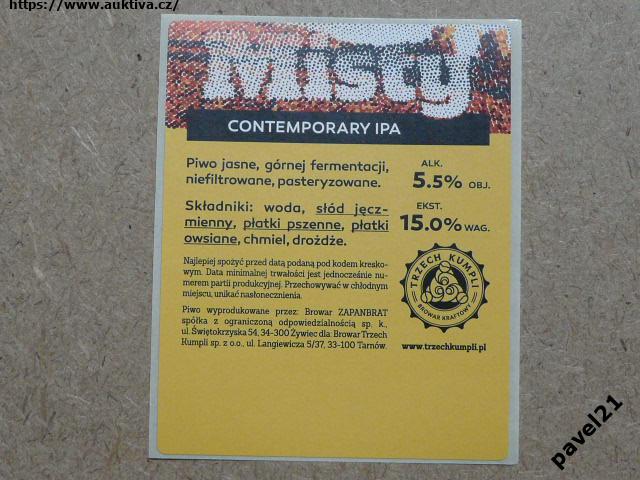 https://www.auktiva.cz/
Misty
CONTEMPORARY IPA
Piwo jasne, górnej fermentacji,
niefiltrowane, pasteryzowane.
Składniki: woda, słód jęcz-
mienny, płatki pszenne, płatki
owsiane, chmiel, drożdże.
ALK.
5.5% OBJ.
EKST.
15.0% WAG.
Najlepiej spożyć przed datą podaną pod kodem kresko-
wym. Data minimalnej trwałości jest jednocześnie nu-
merem partii produkcyjnej. Przechowywać w chłodnym
miejscu, unikać nasłonecznienia.
Piwo wyprodukowane przez: Browar ZAPANBRAT
spółka z ograniczoną odpowiedzialnością sp. k.,
ul. Świętokrzyska 54, 34-300 Żywiec dla: Browar Trzech
Kumpli sp. z o.o., ul. Langiewicza 5/37, 33-100 Tarnów.
TRZECH KUMPLI
BROWAR KRAFTOWY
www.trzechkumpli.pl
pavel21